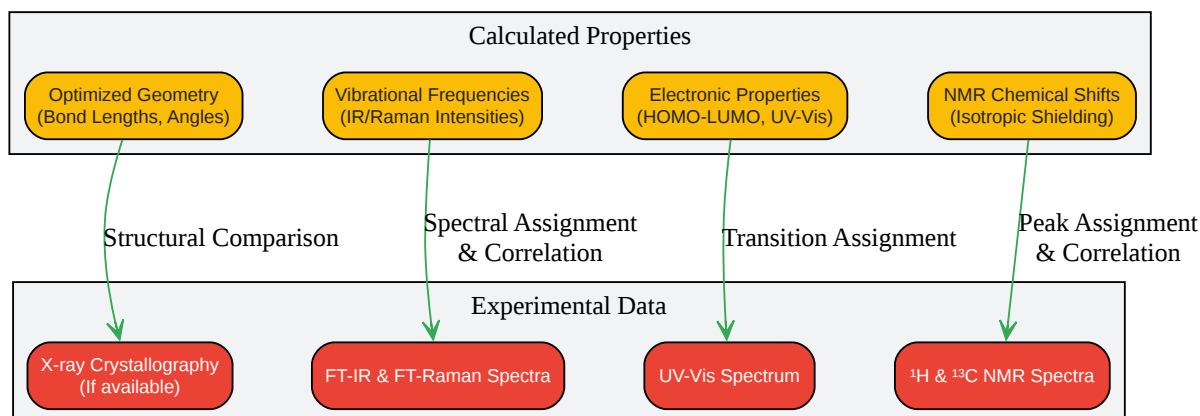 Calculated Properties
Optimized Geometry
(Bond Lengths, Angles)
Vibrational Frequencies
(IR/Raman Intensities)
Electronic Properties
(HOMO-LUMO, UV-Vis)
NMR Chemical Shifts
(Isotropic Shielding)
Structural Comparison
Spectral Assignment
& Correlation
Transition Assignment
Peak Assignment
& Correlation
Experimental Data
X-ray Crystallography
(If available)
FT-IR & FT-Raman Spectra
UV-Vis Spectrum
¹H & ¹³C NMR Spectra